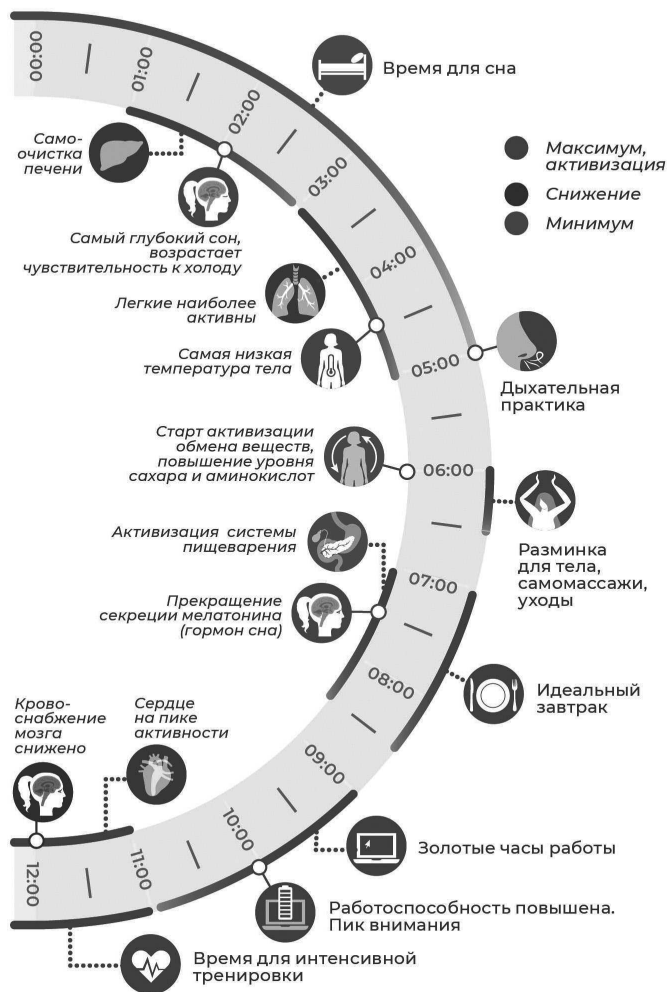 00:00
01:00
02:00
03:00
04:00
05:00
06:00
07:00
08:00
09:00
10:00
11:00
12:00
Время для сна
Максимум,
активизация
Снижение
Минимум
Само-
очистка
печени
Самый глубокий сон,
возрастает
чувствительность к холоду
Легкие наиболее
активны
Самая низкая
температура тела
Дыхательная
практика
Старт активизации
обмена веществ,
повышение уровня
сахара и аминокислот
Разминка
для тела,
самомассажи,
уходы
Активизация системы
пищеварения
Прекращение
секреции мелатонина
(гормон сна)
Идеальный
завтрак
Крово-
снабжение
мозга
снижено
Сердце
на пике
активности
Золотые часы работы
Работоспособность повышена.
Пик внимания
Время для интенсивной
тренировки